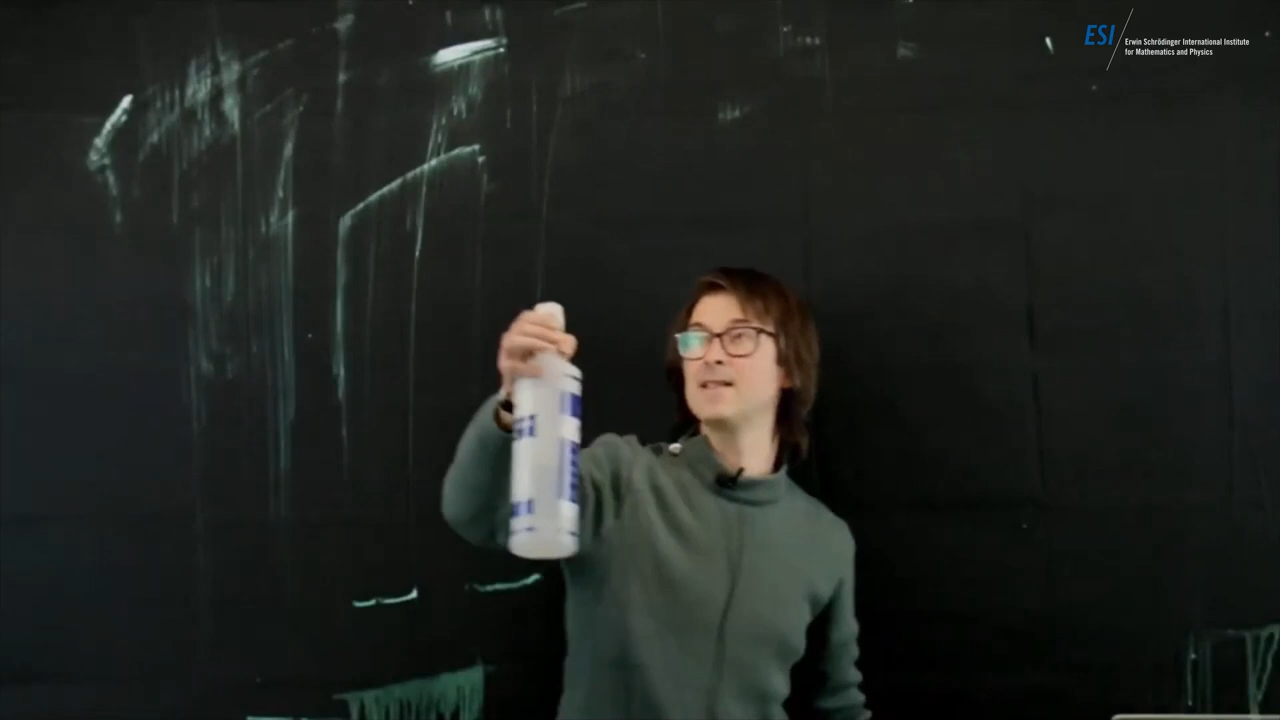 ESI
Erwin Schrödinger International Institute
for Mathematics and Physics